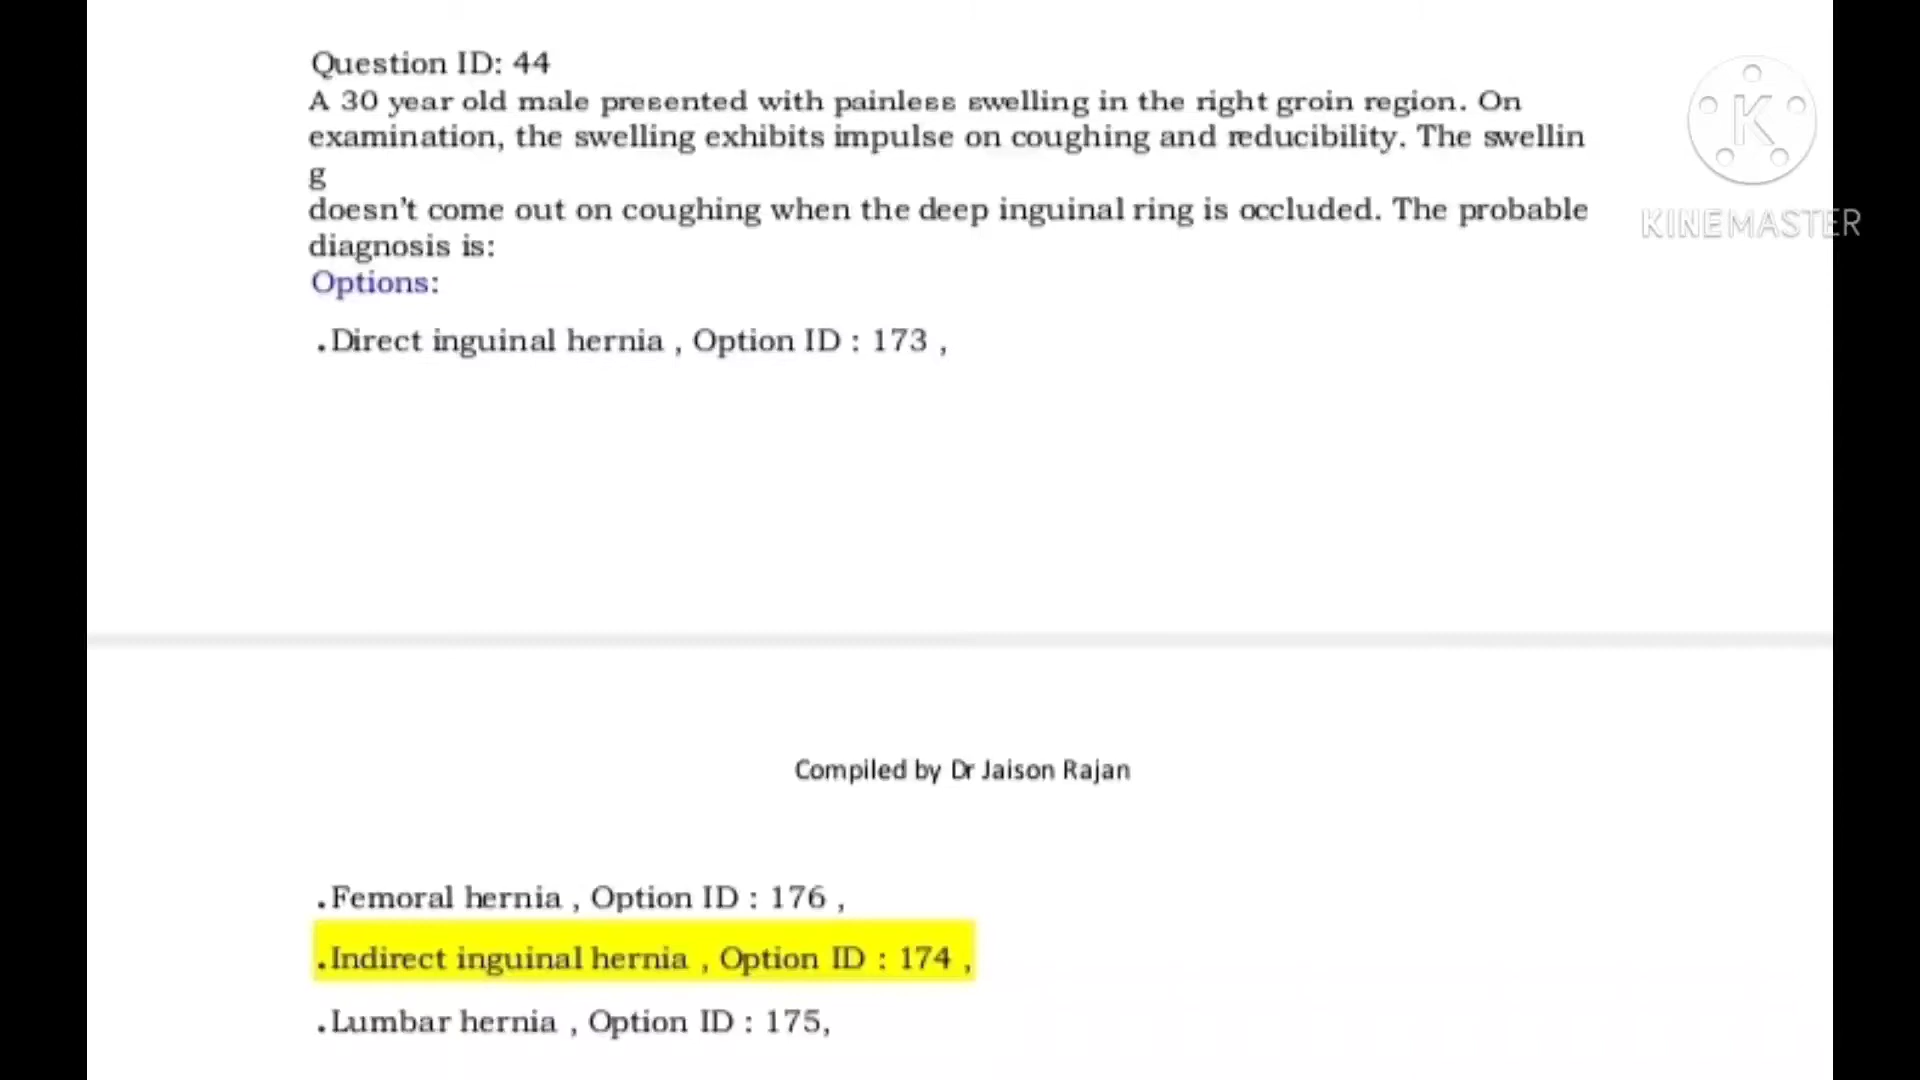 Question ID: 44
A 30 year old male presented with painless swelling in the right groin region. On
examination, the swelling exhibits impulse on coughing and reducibility. The swellin
g
doesn't come out on coughing when the deep inguinal ring is occluded. The probable
diagnosis is:
Options:
.Direct inguinal hernia , Option ID : 173 ,
K
KINEMASTER
Compiled by Dr Jaison Rajan
.Femoral hernia , Option ID : 176 ,
.Indirect inguinal hernia , Option ID : 174 ,
.Lumbar hernia , Option ID : 175,